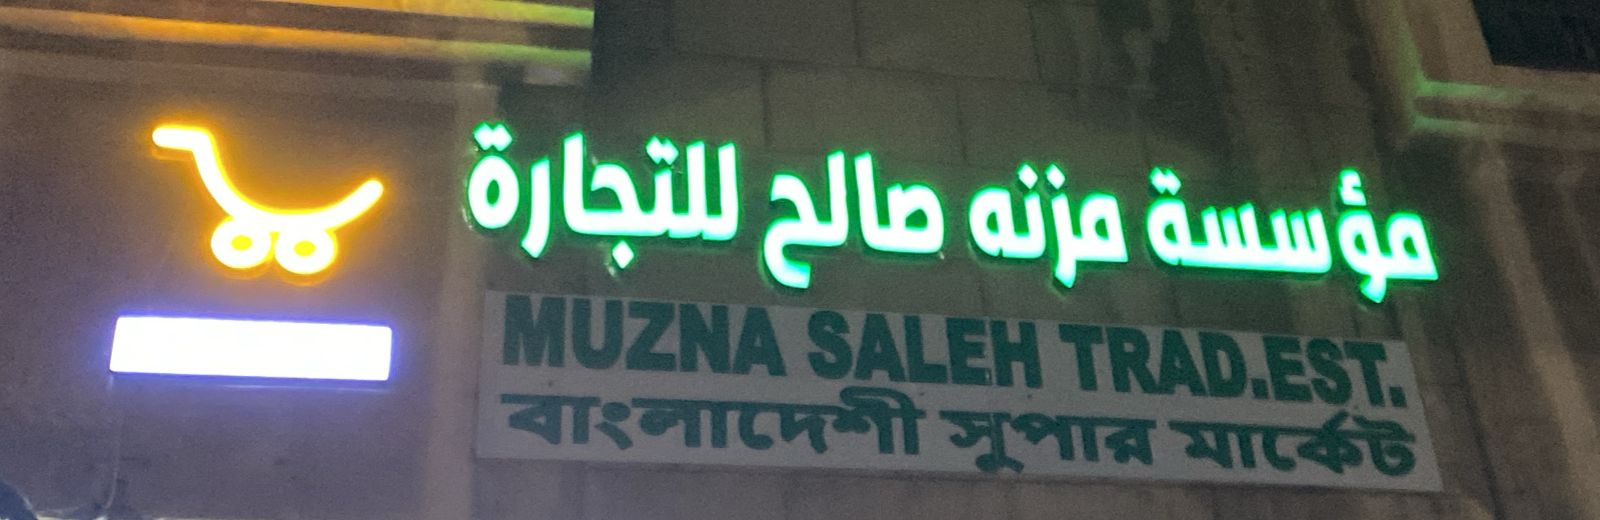 مؤسسة مزنه صالح للتجارة
MUZNA SALEH TRAD.EST.
বাংলাদেশী সুপার মার্কেট